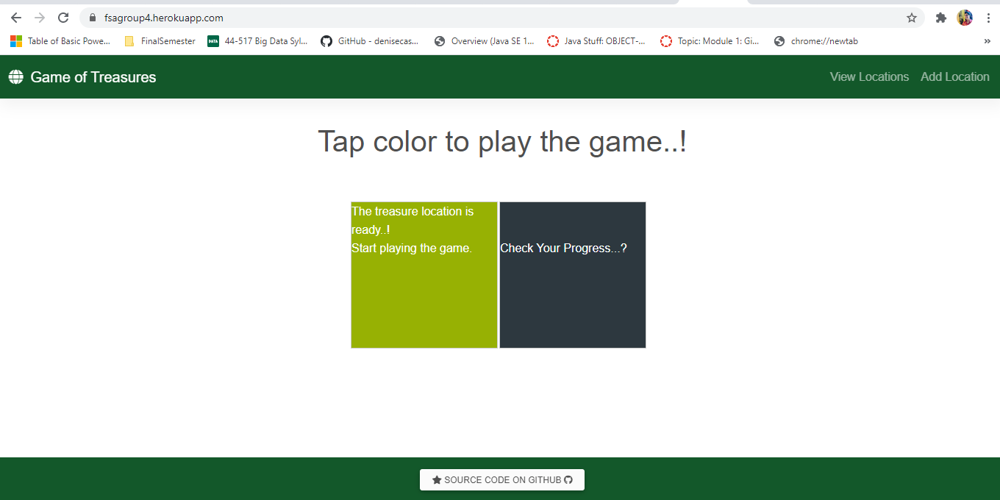 fsagroup4.herokuapp.com
Table of Basic Powe... FinalSemester 44-517 Big Data Syl... GitHub - denisecas... Overview (Java SE 1... Java Stuff: OBJECT-... Topic: Module 1: Gi... chrome://newtab »
Game of Treasures View Locations Add Location
Tap color to play the game..!
The treasure location is
ready..!
Start playing the game.
Check Your Progress...?
SOURCE CODE ON GITHUB